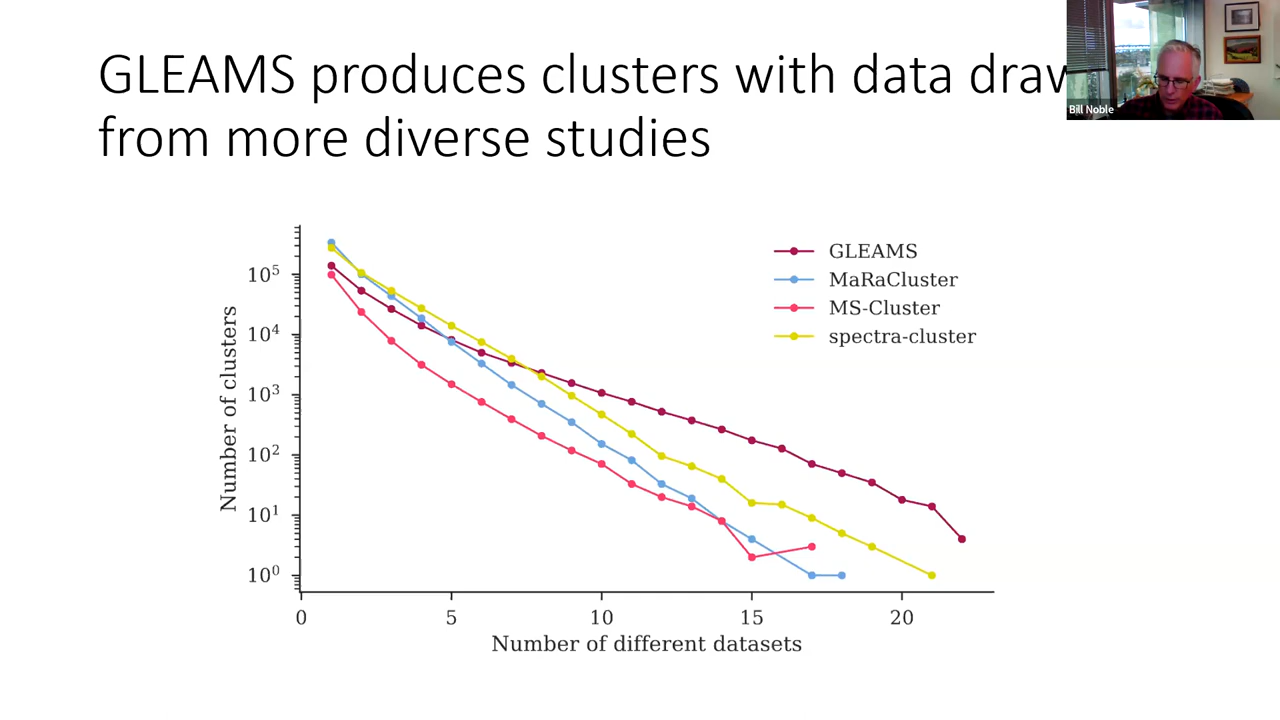 GLEAMS produces clusters with data
from more diverse studies
Bill Noble
GLEAMS
MaRaCluster
MS-Cluster
spectra-cluster
Number of clusters
10⁵
10⁴
10³
10²
10¹
10⁰
0 5 10 15 20
Number of different datasets